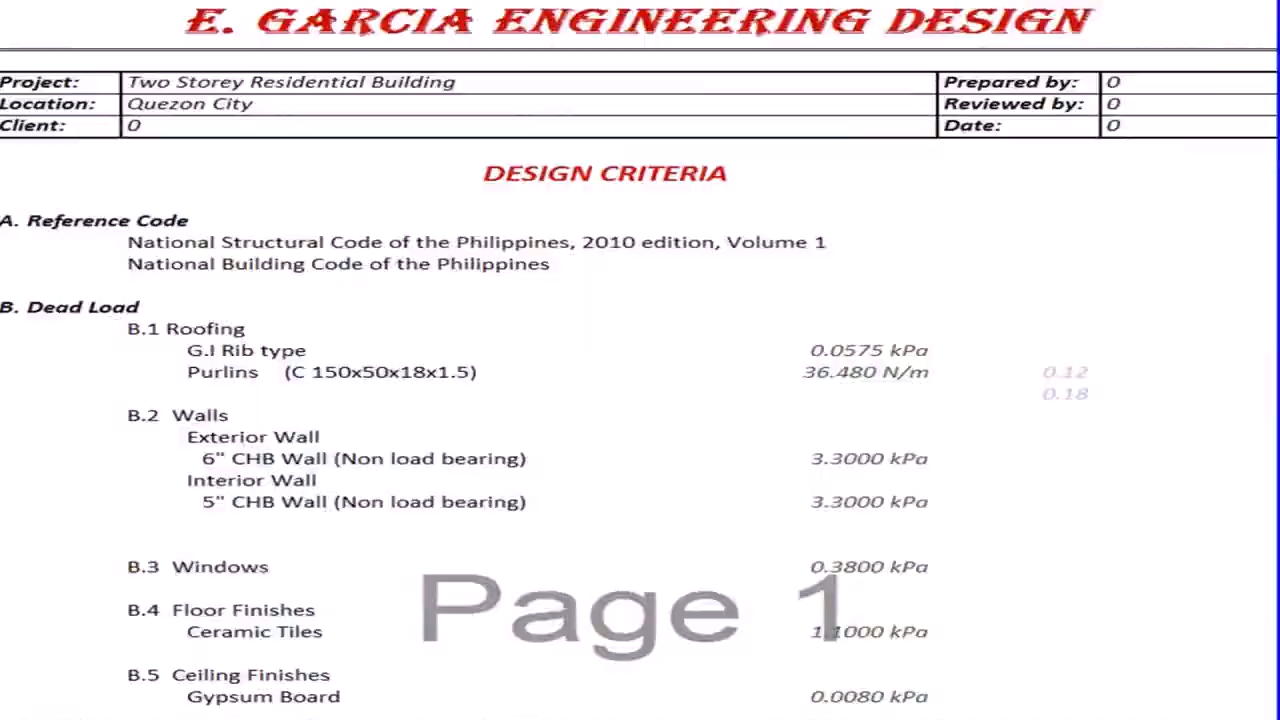 E. GARCIA ENGINEERING DESIGN
Project: Two Storey Residential Building Prepared by: 0
Location: Quezon City Reviewed by: 0
Client: 0 Date: 0
DESIGN CRITERIA
A. Reference Code
National Structural Code of the Philippines, 2010 edition, Volume 1
National Building Code of the Philippines
B. Dead Load
B.1 Roofing
G.I Rib type 0.0575 kPa
Purlins (C 150x50x18x1.5) 36.480 N/m 0.12
0.18
B.2 Walls
Exterior Wall
6" CHB Wall (Non load bearing) 3.3000 kPa
Interior Wall
5" CHB Wall (Non load bearing) 3.3000 kPa
B.3 Windows 0.3800 kPa
Page 1
B.4 Floor Finishes
Ceramic Tiles 1.1000 kPa
B.5 Ceiling Finishes
Gypsum Board 0.0080 kPa